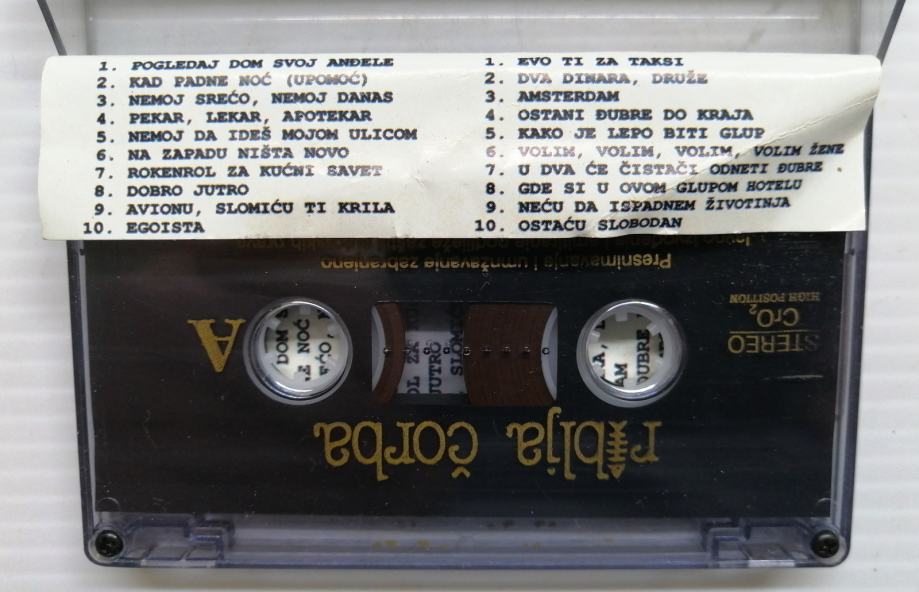 1. POGLEDAJ DOM SVOJ ANĐELE
2. KAD PADNE NOĆ (UPOMOĆ)
3. NEMOJ SREĆO, NEMOJ DANAS
4. PEKAR, LEKAR, APOTEKAR
5. NEMOJ DA IDEŠ MOJOM ULICOM
6. NA ZAPADU NIŠTA NOVO
7. ROKENROL ZA KUĆNI SAVET
8. DOBRO JUTRO
9. AVIONU, SLOMIĆU TI KRILA
10. EGOISTA
1. EVO TI ZA TAKSI
2. DVA DINARA, DRUŽE
3. AMSTERDAM
4. OSTANI ĐUBRE DO KRAJA
5. KAKO JE LEPO BITI GLUP
6. VOLIM, VOLIM, VOLIM, VOLIM ŽENE
7. U DVA ĆE ČISTAČI ODNETI ĐUBRE
8. GDE SI U OVOM GLUPOM HOTELU
9. NEĆU DA ISPADNEM ŽIVOTINJA
10. OSTAĆU SLOBODAN
Presnimavanje i umnžavanje zabranjeno
A
STEREO
CrO2
HIGH POSITION
DOM
NOĆ
JUTRO
AM
riblja čorba